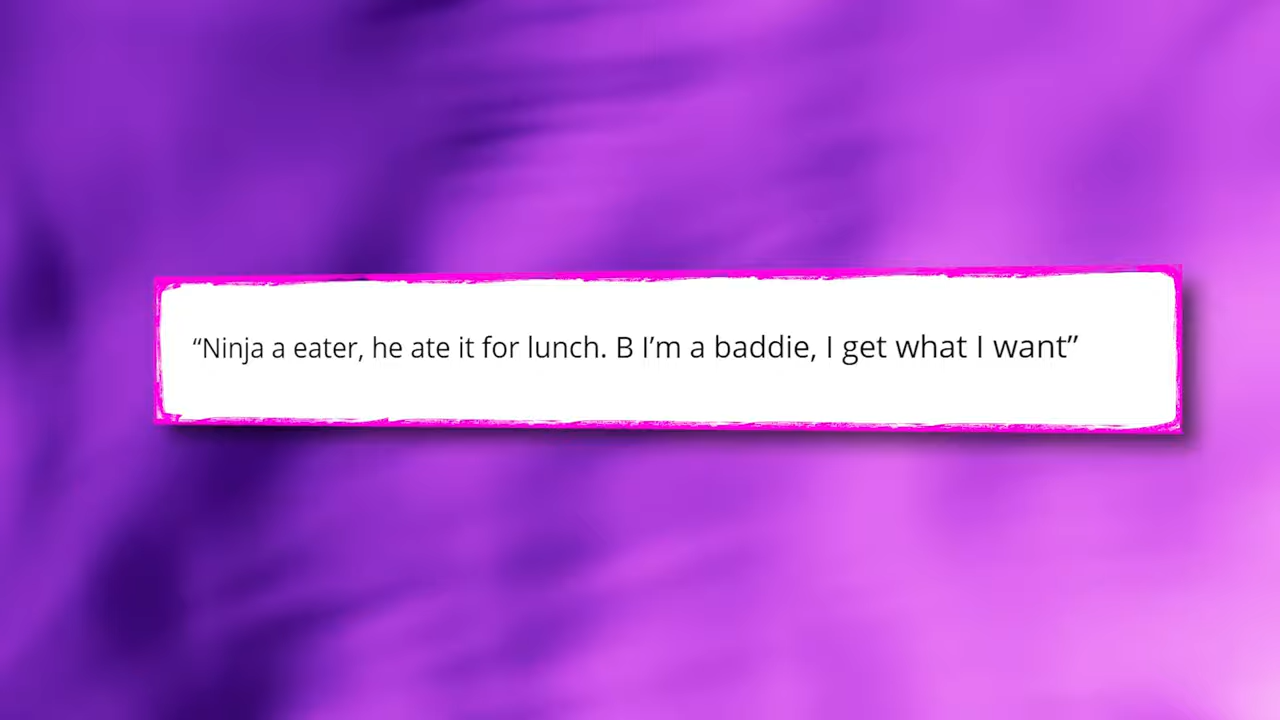 “Ninja a eater, he ate it for lunch. B I’m a baddie, I get what I want”